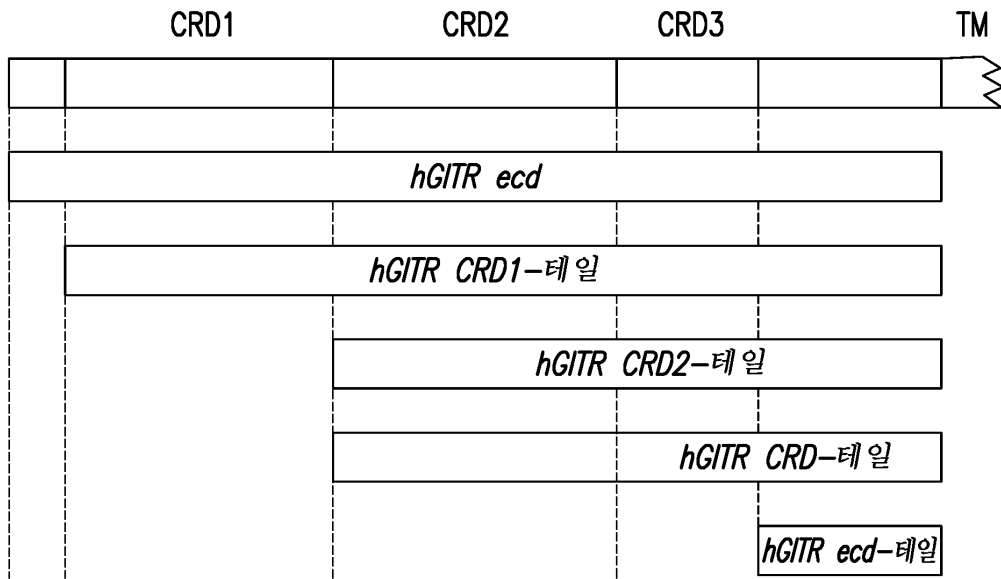 CRD1 CRD2 CRD3 TM
hGITR ecd
hGITR CRD1-테일
hGITR CRD2-테일
hGITR CRD-테일
hGITR ecd-테일